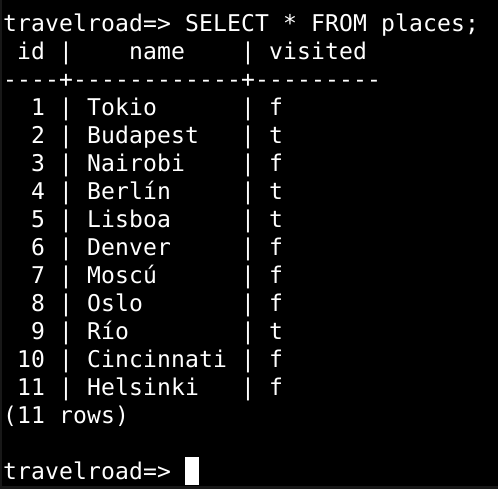 travelroad=> SELECT * FROM places;
 id |    name    | visited
----+------------+---------
  1 | Tokio      | f
  2 | Budapest   | t
  3 | Nairobi    | f
  4 | Berlín     | t
  5 | Lisboa     | t
  6 | Denver     | f
  7 | Moscú      | f
  8 | Oslo       | f
  9 | Río        | t
 10 | Cincinnati | f
 11 | Helsinki   | f
(11 rows)

travelroad=>